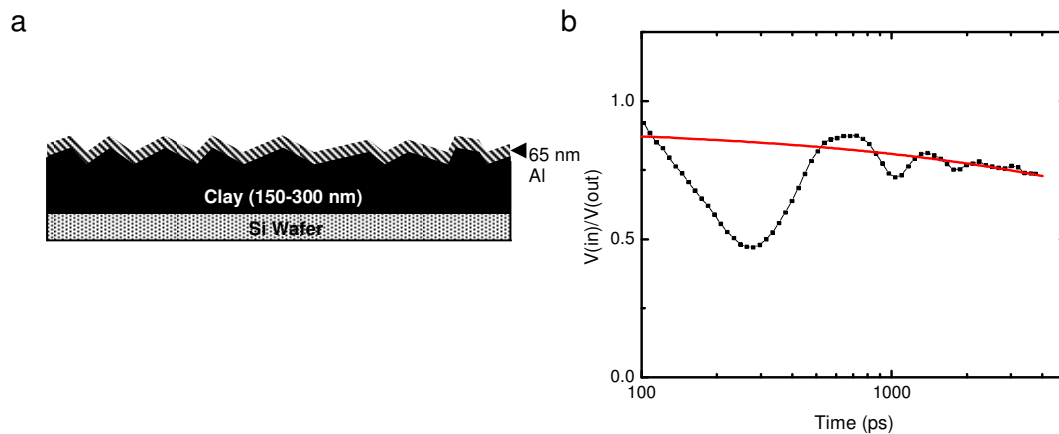 a
65 nm
Al
Clay (150-300 nm)
Si Wafer
b
1.0
0.5
0.0
V(in)/V(out)
100
1000
Time (ps)